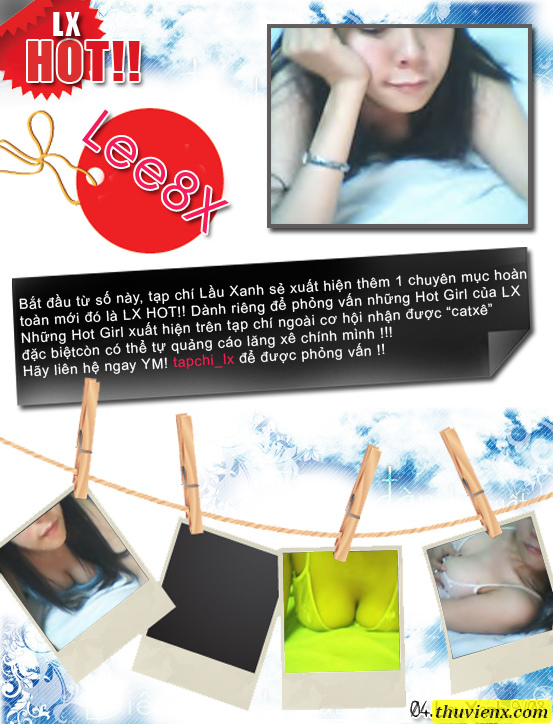 LX
HOT!!
Lee8X
Bắt đầu từ số này, tạp chí Lầu Xanh sẻ xuất hiện thêm 1 chuyên mục hoàn
toàn mới đó là LX HOT!! Dành riêng để phỏng vấn những Hot Girl của LX
Những Hot Girl xuất hiện trên tạp chí ngoài cơ hội nhận được “catxê”
đặc biệtcòn có thể tự quảng cáo lăng xê chính mình !!!
Hãy liên hệ ngay YM! tapchi_lx để được phỏng vấn !!
04.
thuvienx.com